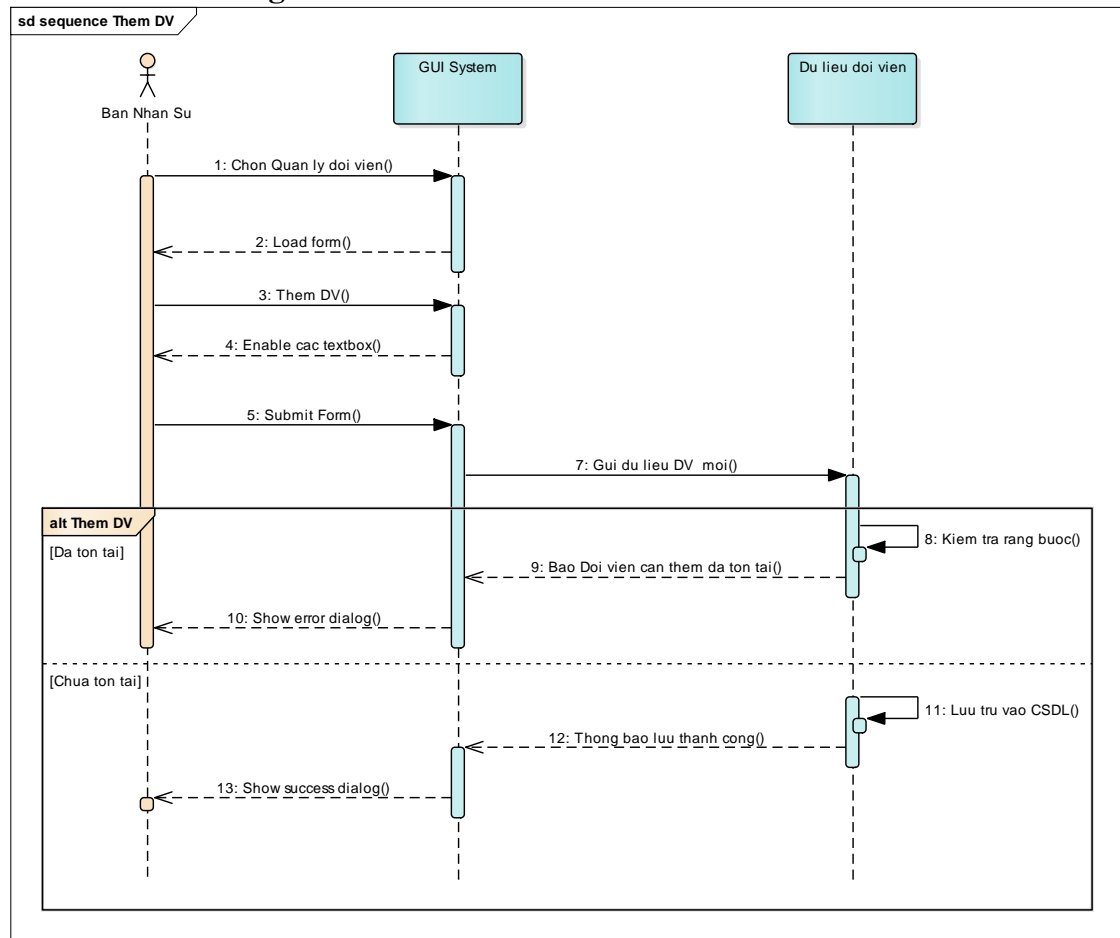 sd sequence Them DV
Ban Nhan Su
GUI System
Du lieu doi vien
1: Chon Quan ly doi vien()
2: Load form()
3: Them DV()
4: Enable cac textbox()
5: Submit Form()
7: Gui du lieu DV moi()
alt Them DV
[Da ton tai]
8: Kiem tra rang buoc()
9: Bao Doi vien can them da ton tai()
10: Show error dialog()
[Chua ton tai]
11: Luu tru vao CSDL()
12: Thong bao luu thanh cong()
13: Show success dialog()